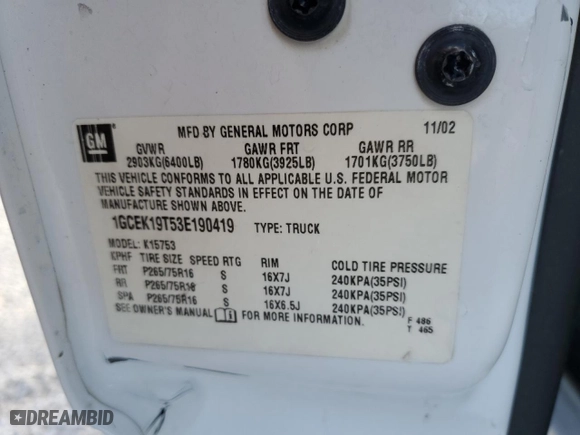 MFD BY GENERAL MOTORS CORP 11/02
GM
GVWR GAWR FRT GAWR RR
2903KG(6400LB) 1780KG(3925LB) 1701KG(3750LB)
THIS VEHICLE CONFORMS TO ALL APPLICABLE U.S. FEDERAL MOTOR
VEHICLE SAFETY STANDARDS IN EFFECT ON THE DATE OF
MANUFACTURE SHOWN ABOVE.
1GCEK19T53E190419 TYPE: TRUCK
MODEL: K15753
KPHF TIRE SIZE SPEED RTG RIM COLD TIRE PRESSURE
FRT P265/75R16 S 16X7J 240KPA(35PSI)
RR P265/75R16 S 16X7J 240KPA(35PSI)
SPA P265/75R16 S 16X6.5J 240KPA(35PSI)
SEE OWNER'S MANUAL FOR MORE INFORMATION. F 486
T 465
DREAMBID